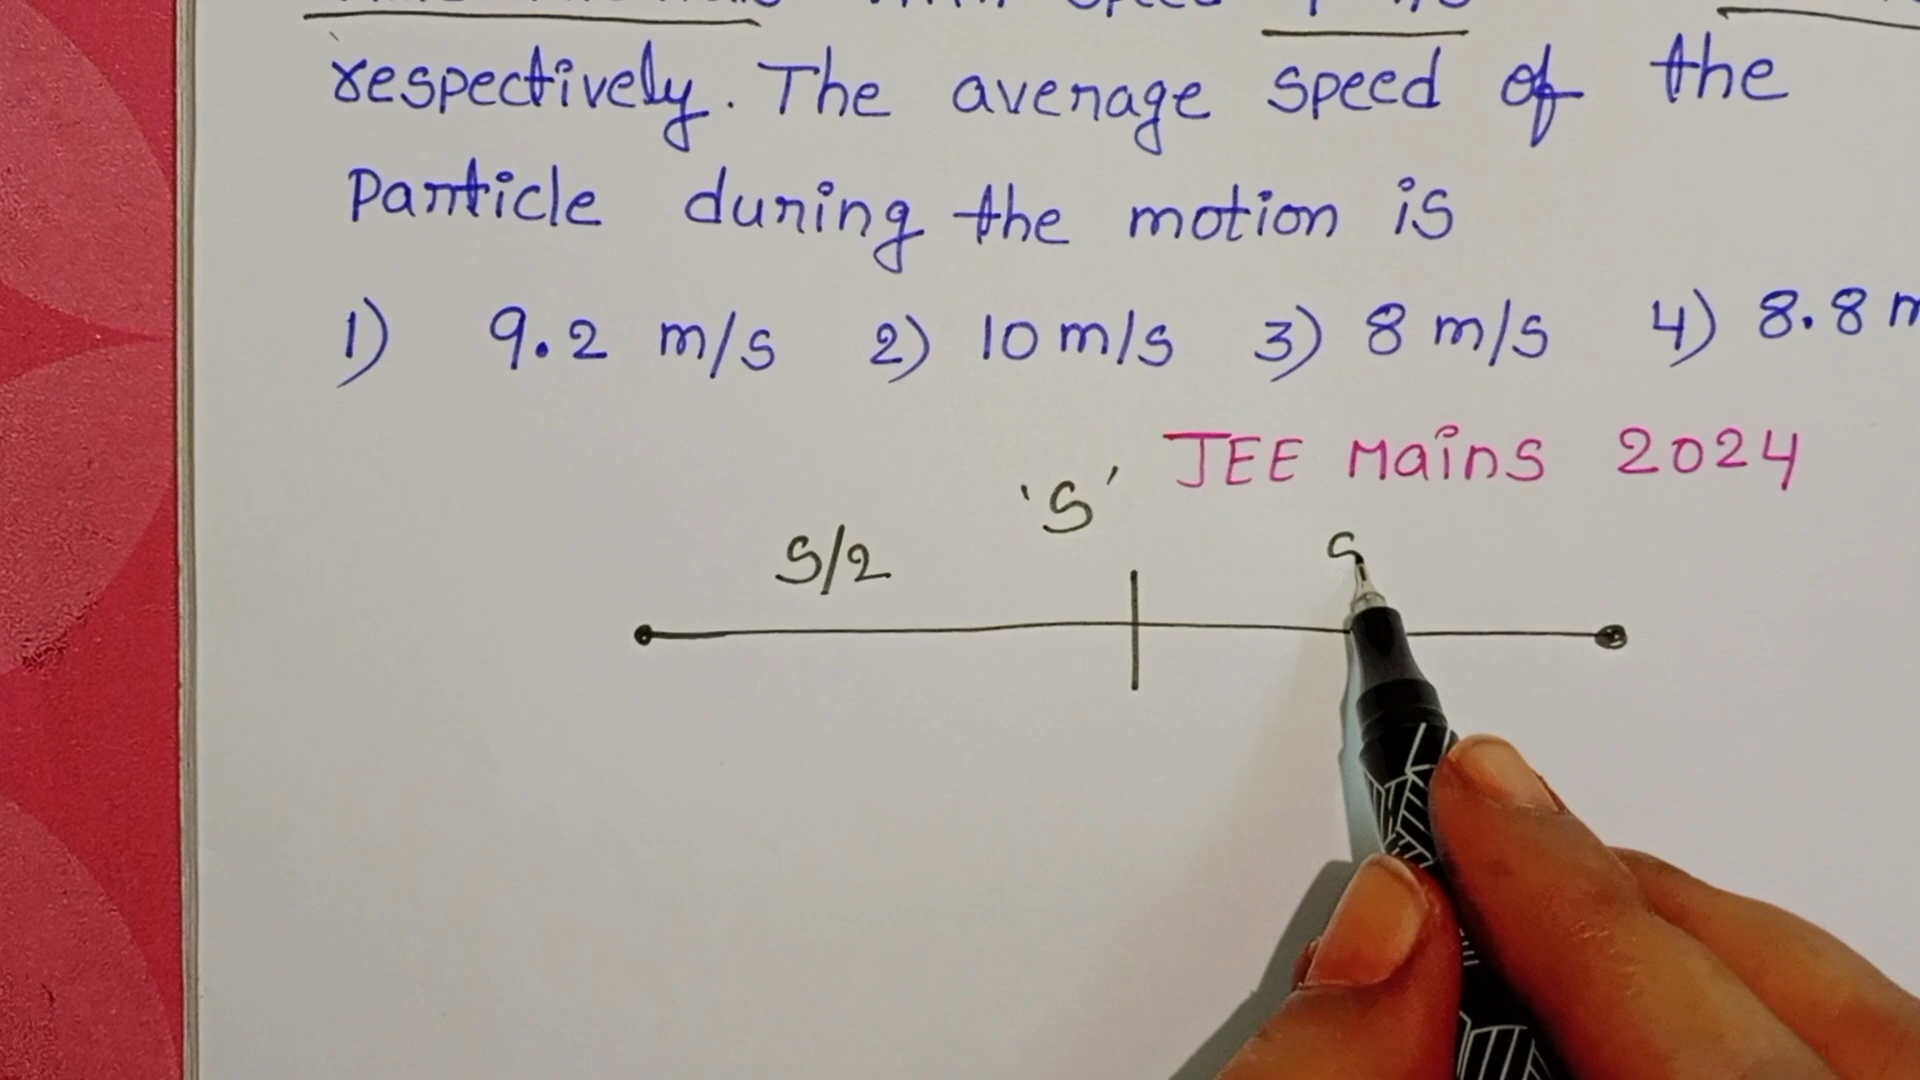 respectively. The average speed of the
Particle during the motion is
1) 9.2 m/s 2) 10 m/s 3) 8 m/s 4) 8.8 m
JEE Mains 2024
'S'
S/2 S